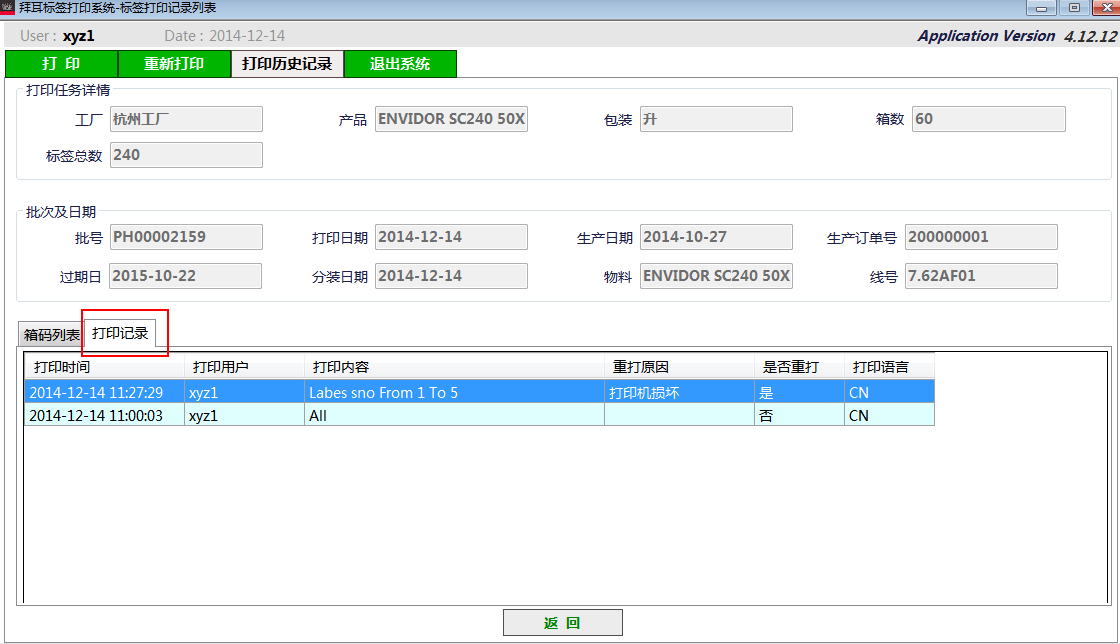 拜耳标签打印系统-标签打印记录列表
User : xyz1 Date : 2014-12-14 Application Version 4.12.12
打 印 重新打印 打印历史记录 退出系统
打印任务详情
工厂 杭州工厂 产品 ENVIDOR SC240 50X 包装 升 箱数 60
标签总数 240
批次及日期
批号 PH00002159 打印日期 2014-12-14 生产日期 2014-10-27 生产订单号 200000001
过期日 2015-10-22 分装日期 2014-12-14 物料 ENVIDOR SC240 50X 线号 7.62AF01
箱码列表 打印记录
打印时间 打印用户 打印内容 重打原因 是否重打 打印语言
2014-12-14 11:27:29 xyz1 Labes sno From 1 To 5 打印机损坏 是 CN
2014-12-14 11:00:03 xyz1 All 否 CN
返 回